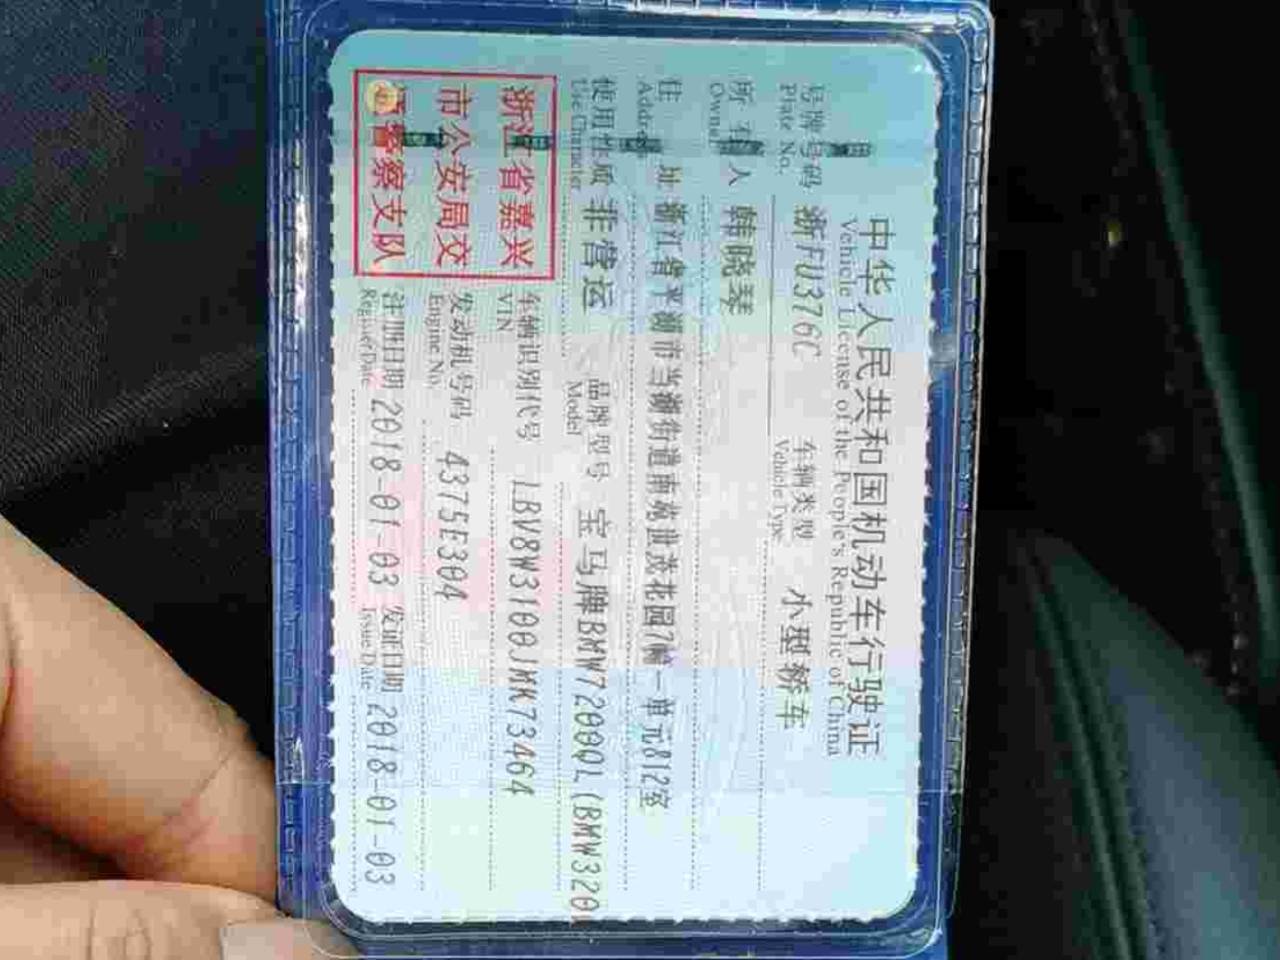 中华人民共和国机动车行驶证
Vehicle License of the People's Republic of China
号牌号码 浙FU376C 车辆类型 小型轿车
Plate No. Vehicle Type
所有人 韩晓琴
Owner
住址 浙江省平湖市当湖街道南苑世茂花园7幢一单元812室
Address
使用性质 非营运 品牌型号 宝马牌BMW7200QL(BMW320
Use Character Model
浙江省嘉兴
市公安局交
通警察支队
车辆识别代号 LBV8W3100JMK73464
VIN
发动机号码 4375E304
Engine No.
注册日期 2018-01-03 发证日期 2018-01-03
Register Date Issue Date